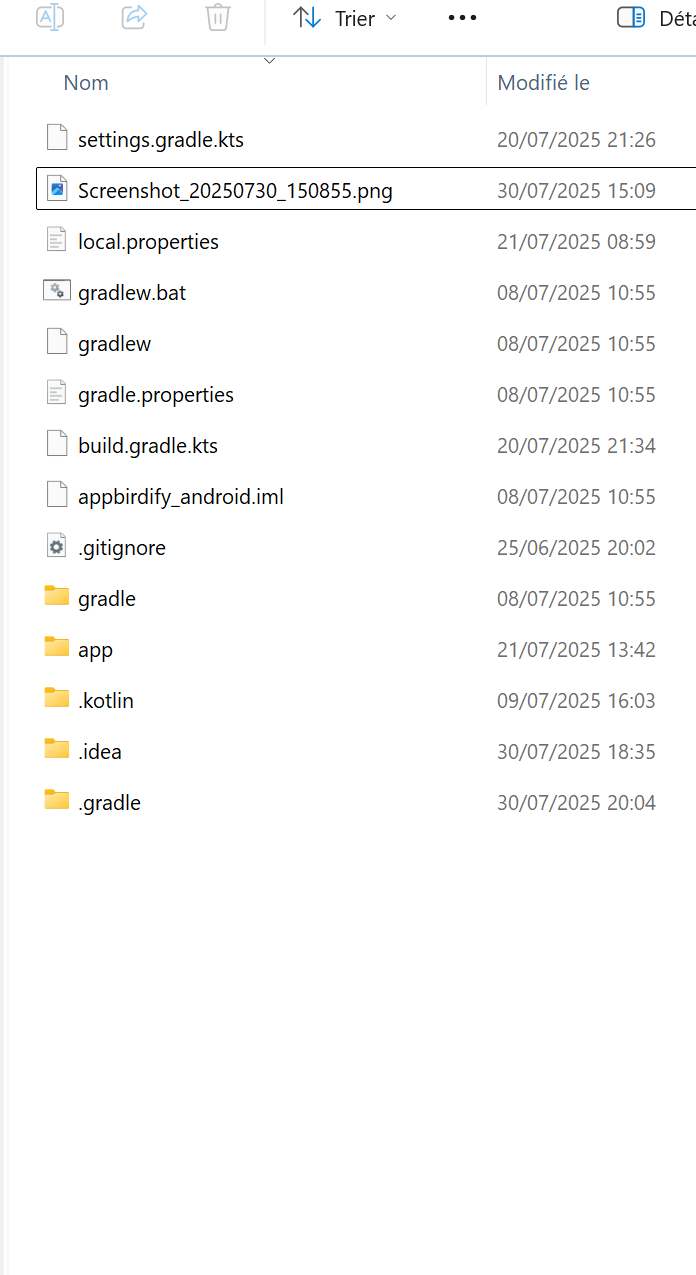 Trier
Déta
Nom Modifié le
settings.gradle.kts 20/07/2025 21:26
Screenshot_20250730_150855.png 30/07/2025 15:09
local.properties 21/07/2025 08:59
gradlew.bat 08/07/2025 10:55
gradlew 08/07/2025 10:55
gradle.properties 08/07/2025 10:55
build.gradle.kts 20/07/2025 21:34
appbirdify_android.iml 08/07/2025 10:55
.gitignore 25/06/2025 20:02
gradle 08/07/2025 10:55
app 21/07/2025 13:42
.kotlin 09/07/2025 16:03
.idea 30/07/2025 18:35
.gradle 30/07/2025 20:04